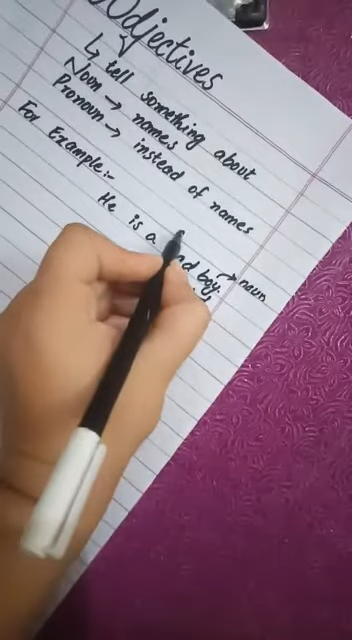 Adjectives
↳ tell something about
Noun → names
Pronoun → instead of names
For Example:-
He is a boy. → noun